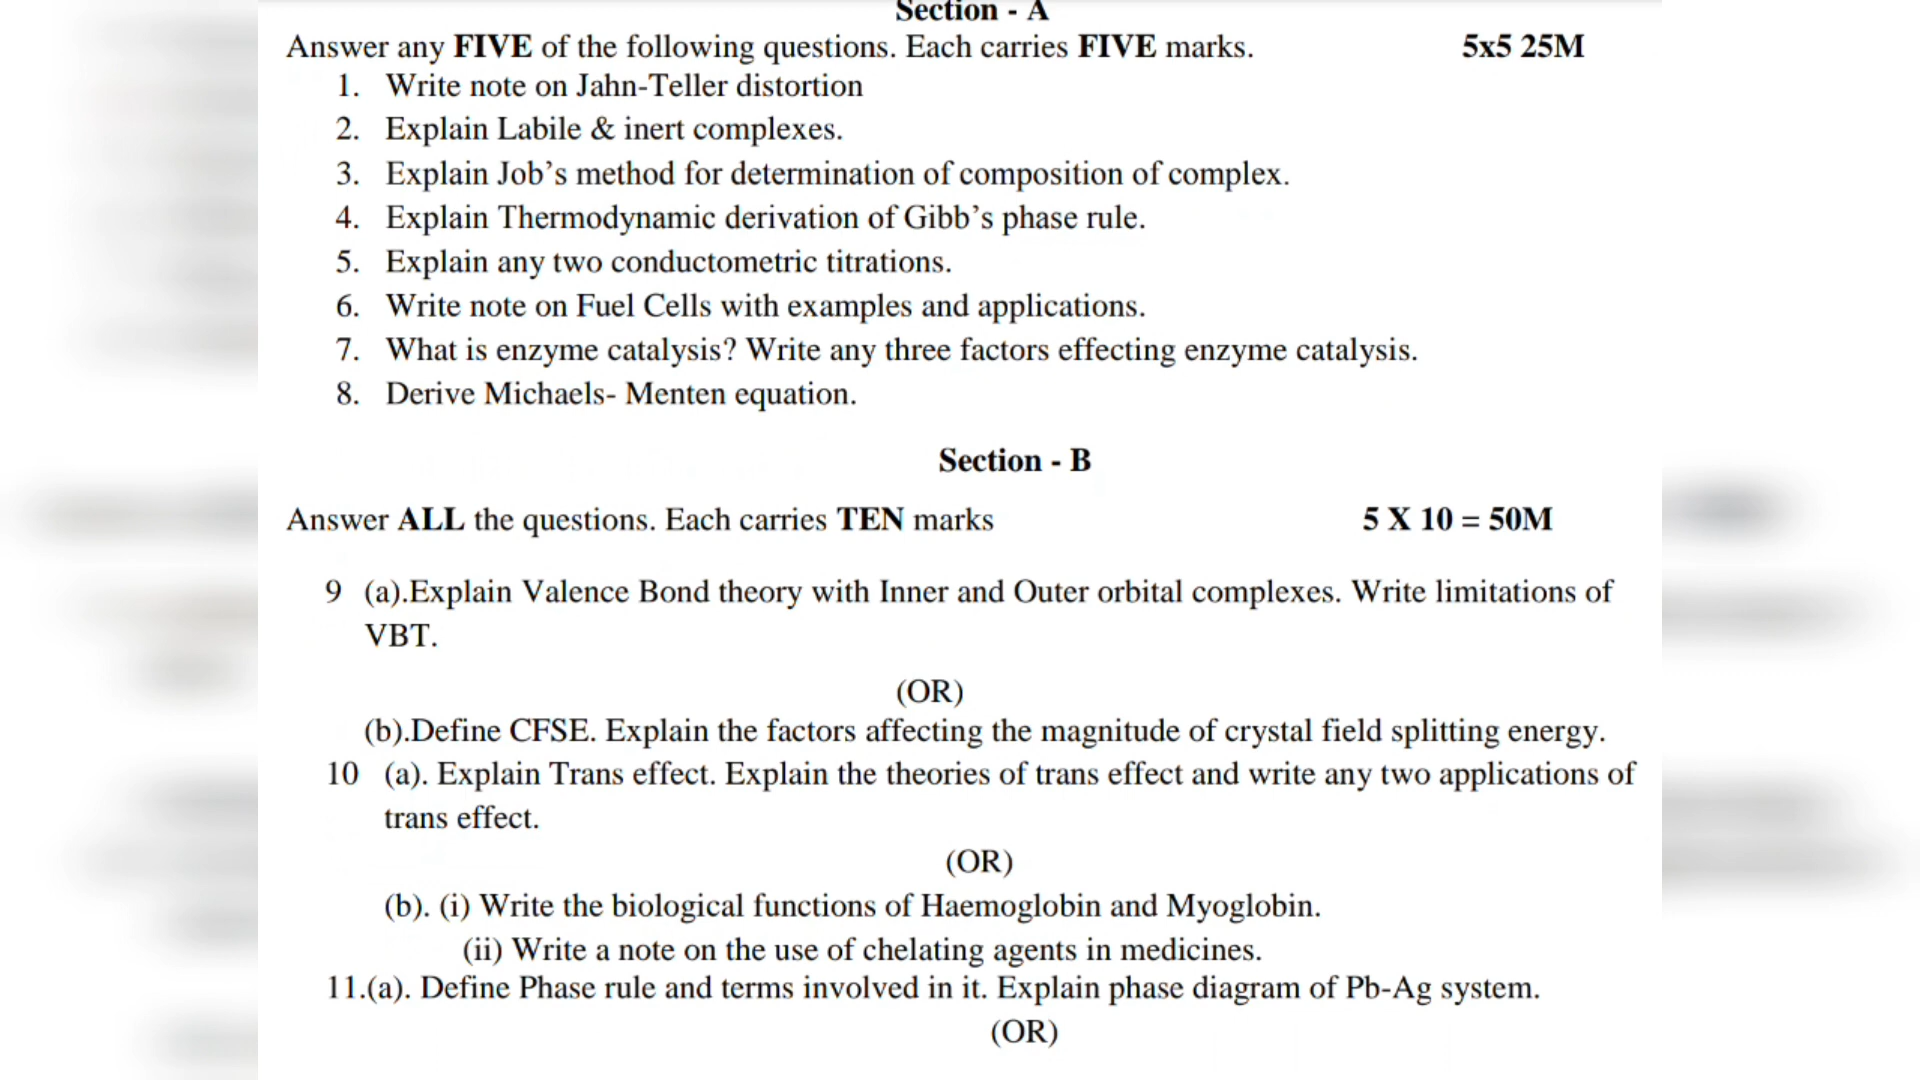 Section - A
Answer any FIVE of the following questions. Each carries FIVE marks. 5x5 25M
1. Write note on Jahn-Teller distortion
2. Explain Labile & inert complexes.
3. Explain Job’s method for determination of composition of complex.
4. Explain Thermodynamic derivation of Gibb’s phase rule.
5. Explain any two conductometric titrations.
6. Write note on Fuel Cells with examples and applications.
7. What is enzyme catalysis? Write any three factors effecting enzyme catalysis.
8. Derive Michaels- Menten equation.
Section - B
Answer ALL the questions. Each carries TEN marks 5 X 10 = 50M
9 (a).Explain Valence Bond theory with Inner and Outer orbital complexes. Write limitations of
VBT.
(OR)
(b).Define CFSE. Explain the factors affecting the magnitude of crystal field splitting energy.
10 (a). Explain Trans effect. Explain the theories of trans effect and write any two applications of
trans effect.
(OR)
(b). (i) Write the biological functions of Haemoglobin and Myoglobin.
(ii) Write a note on the use of chelating agents in medicines.
11.(a). Define Phase rule and terms involved in it. Explain phase diagram of Pb-Ag system.
(OR)